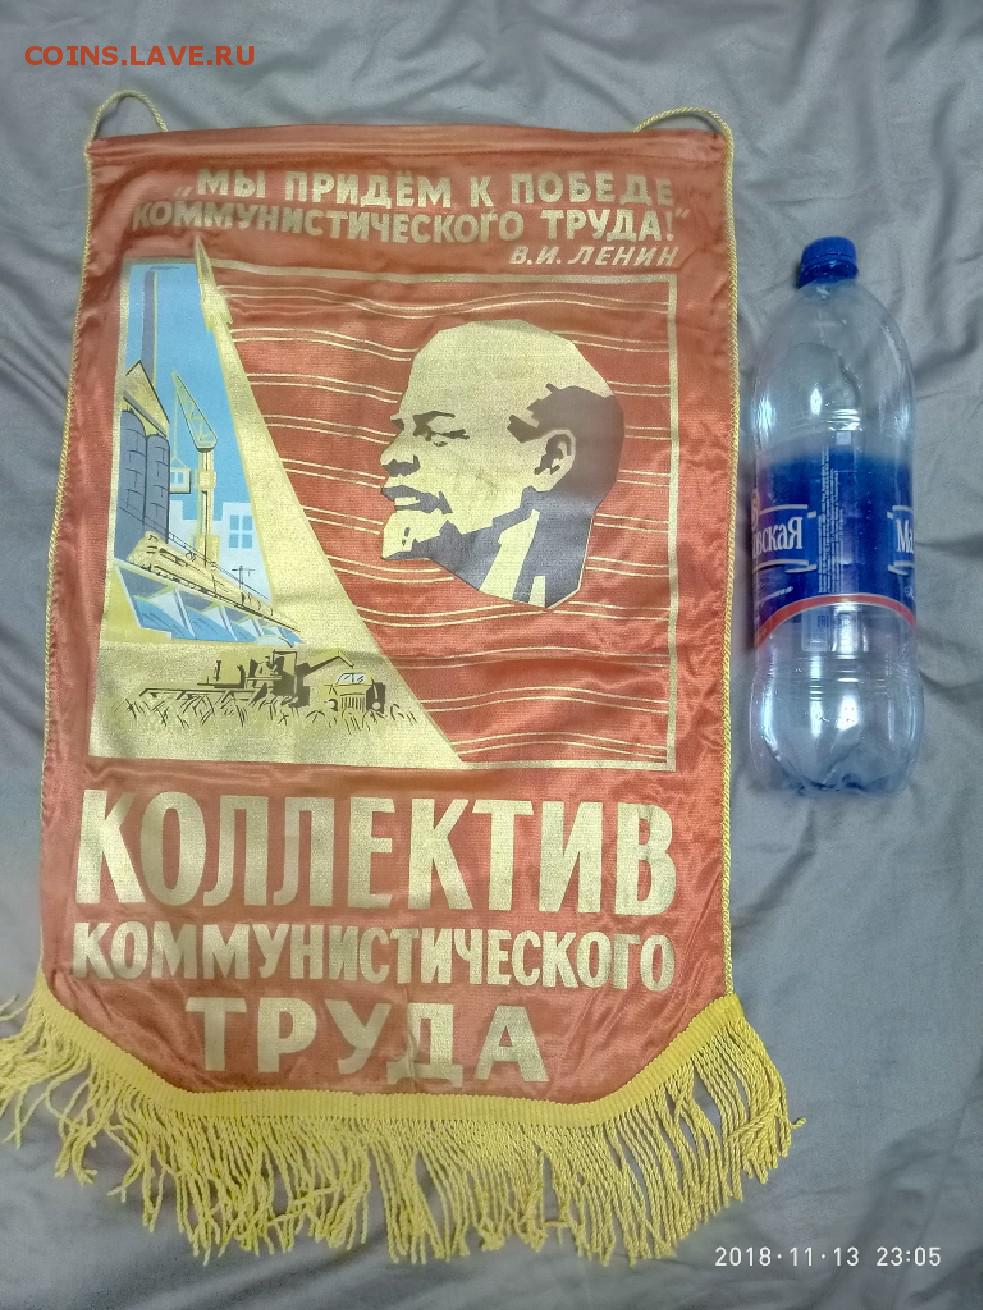 COINS.LAVE.RU
„МЫ ПРИДЁМ К ПОБЕДЕ
КОММУНИСТИЧЕСКОГО ТРУДА!"
В.И. ЛЕНИН
КОЛЛЕКТИВ
КОММУНИСТИЧЕСКОГО
ТРУДА
2018·11·13 23:05